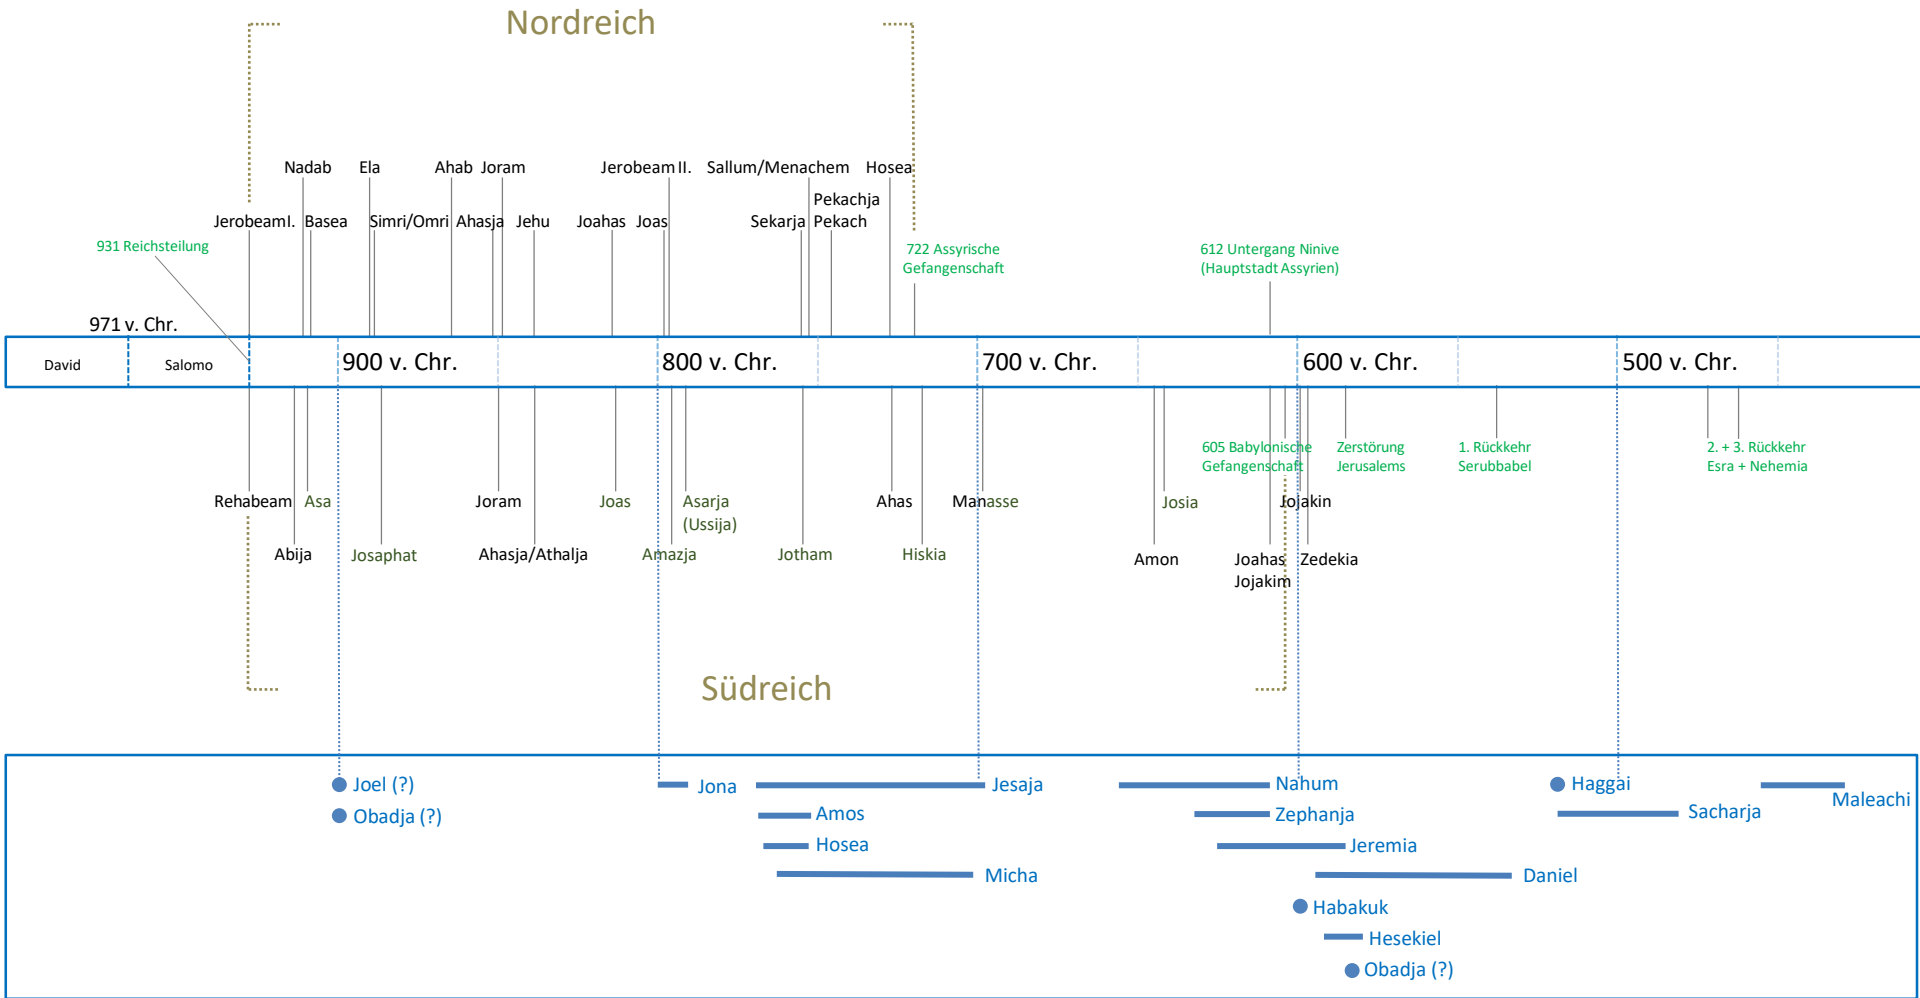 Nordreich
Nadab Ela Ahab Joram Jerobeam II. Sallum/Menachem Hosea
Pekachja
JerobeamI. Basea Simri/Omri Ahasja Jehu Joahas Joas Sekarja Pekach
931 Reichsteilung
722 Assyrische
Gefangenschaft
612 Untergang Ninive
(Hauptstadt Assyrien)
971 v. Chr.
David Salomo 900 v. Chr. 800 v. Chr. 700 v. Chr. 600 v. Chr. 500 v. Chr.
605 Babylonische
Gefangenschaft
Zerstörung
Jerusalems
1. Rückkehr
Serubbabel
2. + 3. Rückkehr
Esra + Nehemia
Rehabeam Asa Joram Joas Asarja Ahas Manasse Josia Jojakin
(Ussija)
Abija Josaphat Ahasja/Athalja Amazja Jotham Hiskia Amon Joahas Zedekia
Jojakim
Südreich
Joel (?) Jona Jesaja Nahum Haggai Maleachi
Obadja (?) Amos Zephanja Sacharja
Hosea Jeremia
Micha Daniel
Habakuk
Hesekiel
Obadja (?)